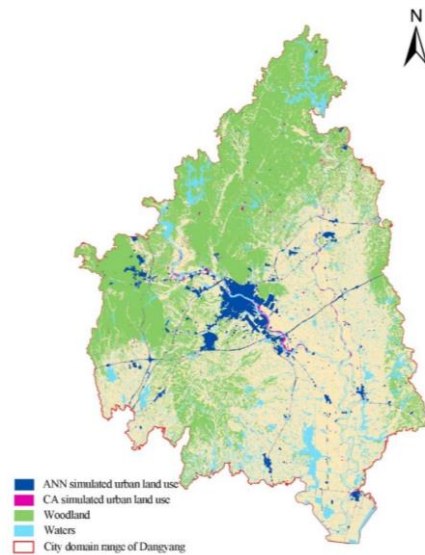 N
ANN simulated urban land use
CA simulated urban land use
Woodland
Waters
City domain range of Dangyang